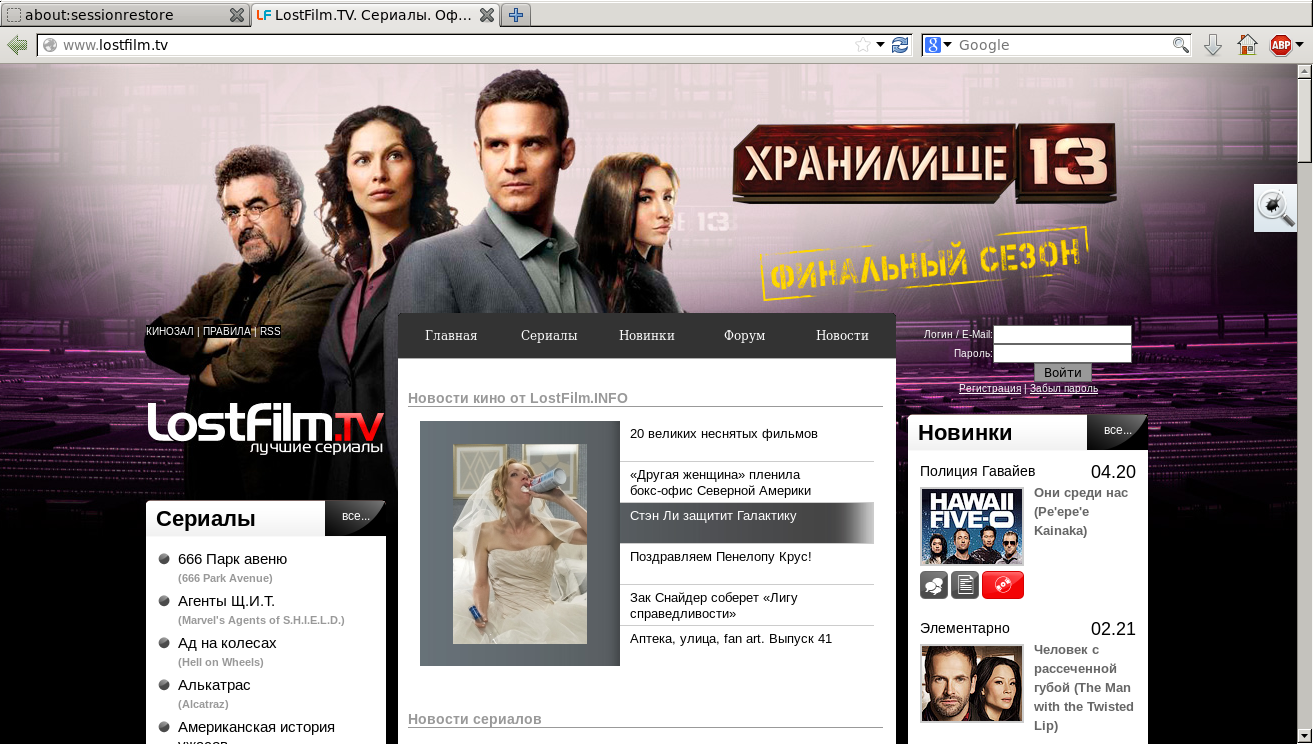 about:sessionrestore
LostFilm.TV. Сериалы. Оф...
www.lostfilm.tv
Google
ABP
ХРАНИЛИЩЕ 13
ФИНАЛЬНЫЙ СЕЗОН
КИНОЗАЛ | ПРАВИЛА | RSS
LostFilm.TV
лучшие сериалы
Главная
Сериалы
Новинки
Форум
Новости
Логин / E-Mail:
Пароль:
Войти
Регистрация | Забыл пароль
Сериалы
все...
666 Парк авеню
(666 Park Avenue)
Агенты Щ.И.Т.
(Marvel's Agents of S.H.I.E.L.D.)
Ад на колесах
(Hell on Wheels)
Алькатрас
(Alcatraz)
Американская история
ужасов
Новости кино от LostFilm.INFO
20 великих неснятых фильмов
«Другая женщина» пленила
бокс-офис Северной Америки
Стэн Ли защитит Галактику
Поздравляем Пенелопу Крус!
Зак Снайдер соберет «Лигу
справедливости»
Аптека, улица, fan art. Выпуск 41
Новости сериалов
Новинки
все...
Полиция Гавайев
04.20
HAWAII
FIVE-O
Они среди нас
(Pe'epe'e
Kainaka)
Элементарно
02.21
Человек с
рассеченной
губой (The Man
with the Twisted
Lip)